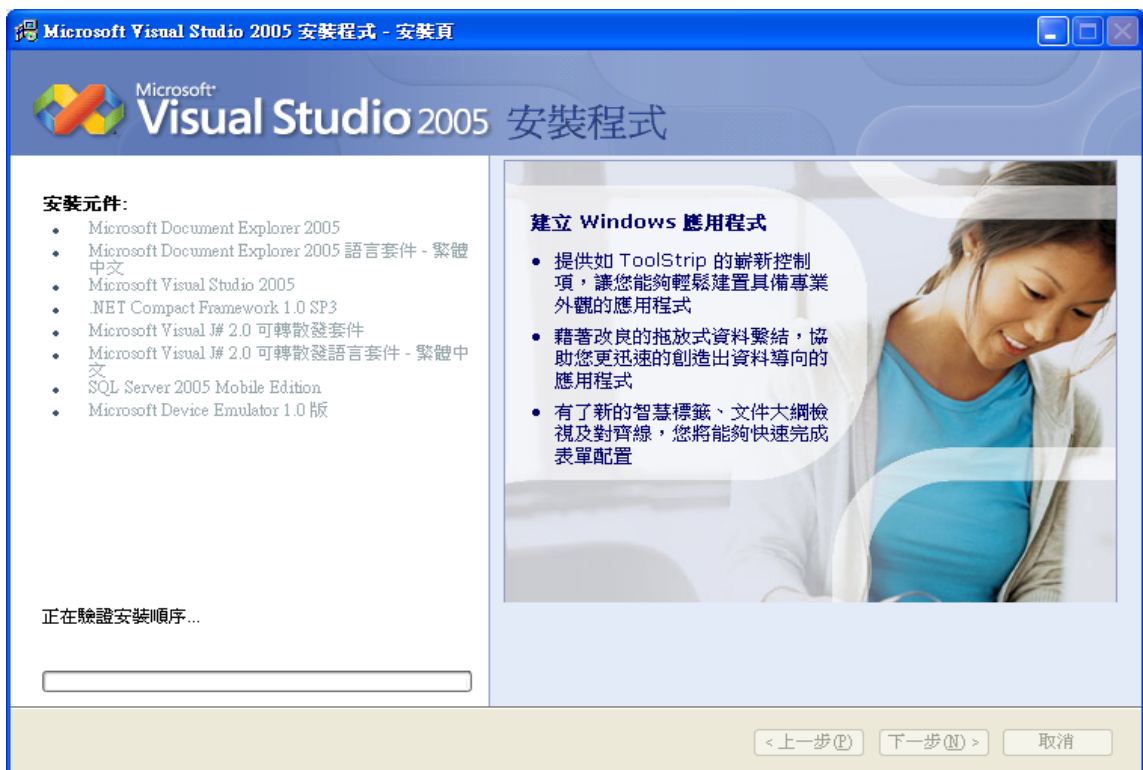 Microsoft Visual Studio 2005 安裝程式 - 安裝頁
Microsoft
Visual Studio 2005 安裝程式
安裝元件:
• Microsoft Document Explorer 2005
• Microsoft Document Explorer 2005 語言套件 - 繁體
中文
• Microsoft Visual Studio 2005
• .NET Compact Framework 1.0 SP3
• Microsoft Visual J# 2.0 可轉散發套件
• Microsoft Visual J# 2.0 可轉散發語言套件 - 繁體中
文
• SQL Server 2005 Mobile Edition
• Microsoft Device Emulator 1.0 版
正在驗證安裝順序...
建立 Windows 應用程式
• 提供如 ToolStrip 的嶄新控制
項，讓您能夠輕鬆建置具備專業
外觀的應用程式
• 藉著改良的拖放式資料繫結，協
助您更迅速的創造出資料導向的
應用程式
• 有了新的智慧標籤、文件大綱檢
視及對齊線，您將能夠快速完成
表單配置
< 上一步(P)
下一步(N) >
取消